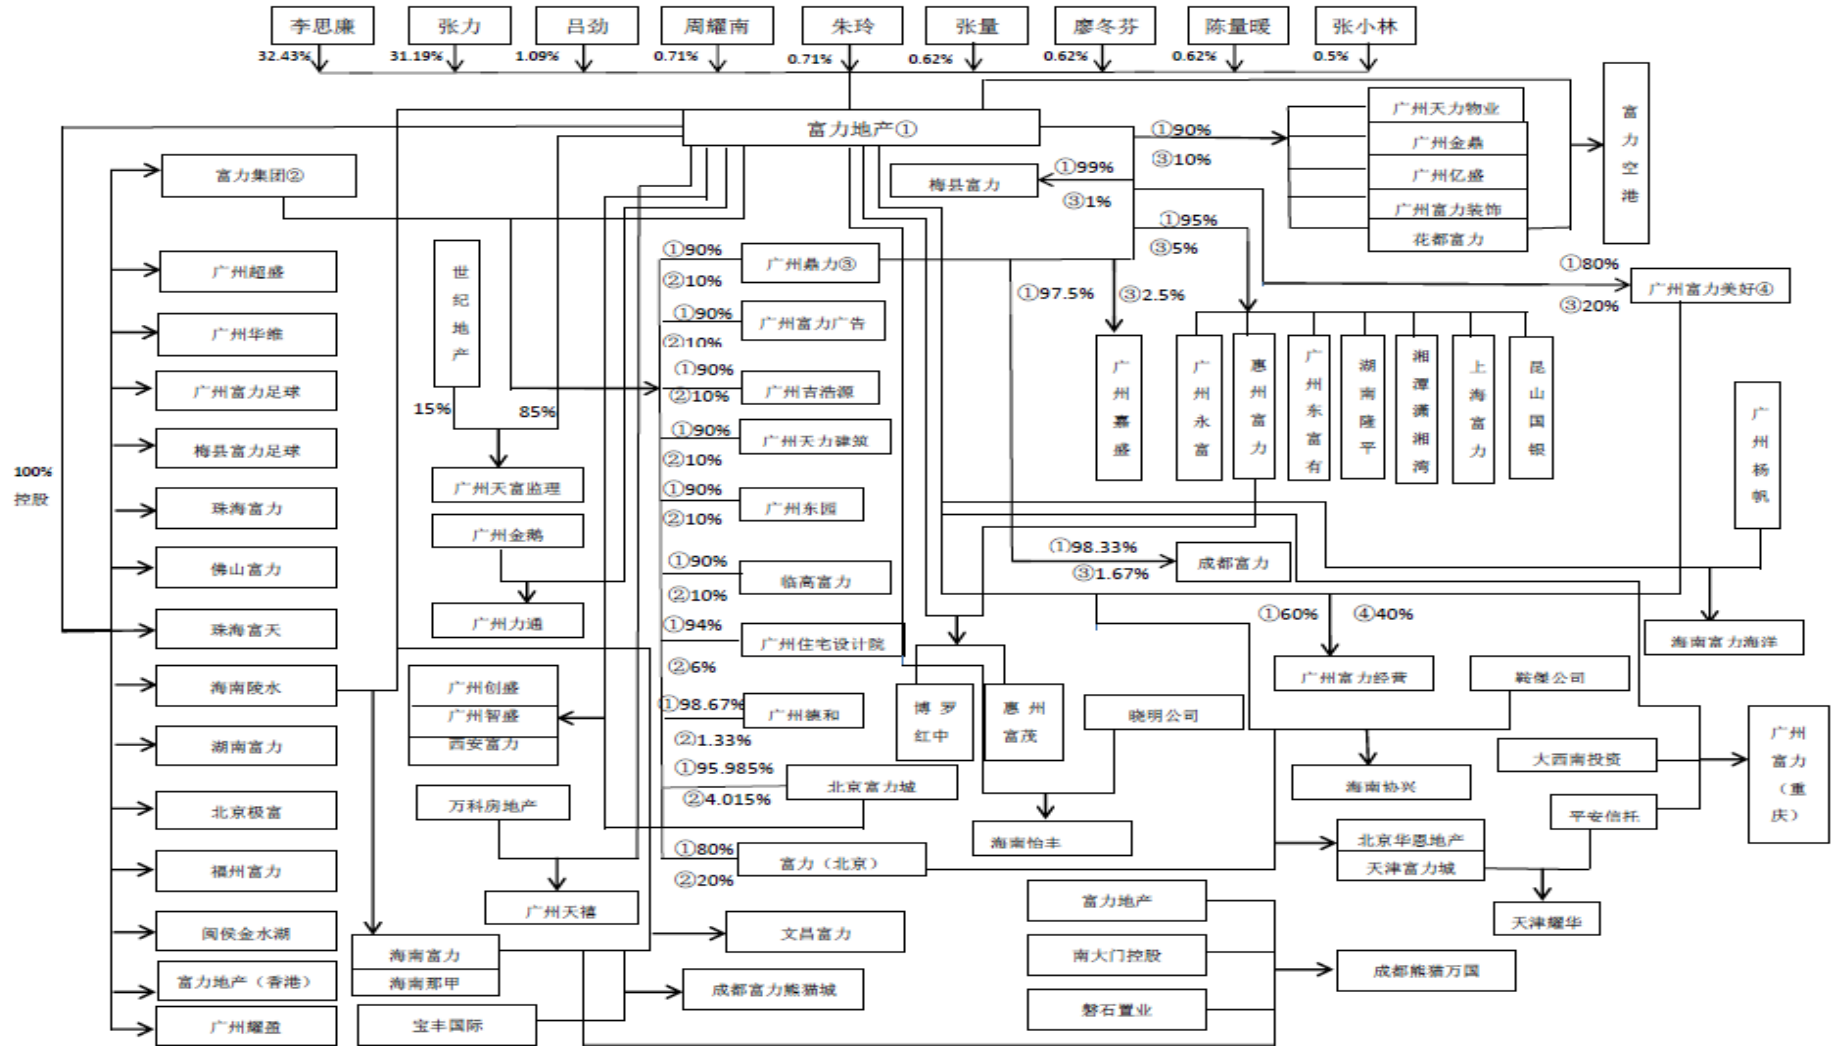 李思廉
张力
吕劲
周耀南
朱玲
张量
廖冬芬
陈量暖
张小林
32.43%
31.19%
1.09%
0.71%
0.71%
0.62%
0.62%
0.62%
0.5%
富力地产①
富力集团②
广州超盛
广州华维
广州富力足球
梅县富力足球
100%
控股
珠海富力
佛山富力
珠海富天
海南陵水
湖南富力
北京极富
福州富力
闽侯金水湖
富力地产（香港）
广州耀盈
世纪地产
15%
85%
广州天富监理
广州金鹅
广州力通
广州创盛
广州智盛
西安富力
万科房地产
广州天禧
海南富力
海南那甲
宝丰国际
文昌富力
成都富力熊猫城
①90%
②10%
广州鼎力③
①90%
②10%
广州富力广告
①90%
②10%
广州吉浩源
①90%
②10%
广州天力建筑
①90%
②10%
广州东园
①90%
②10%
临高富力
①94%
②6%
广州住宅设计院
①98.67%
②1.33%
广州德和
①95.985%
②4.015%
北京富力城
①80%
②20%
富力（北京）
①99%
③1%
梅县富力
①90%
③10%
广州天力物业
广州金鼎
广州亿盛
广州富力装饰
花都富力
富力空港
①95%
③5%
①80%
③20%
广州富力美好④
①97.5%
③2.5%
广州嘉盛
广州永富
惠州富力
广州东富有
湖南隆平
湘潭潇湘湾
上海富力
昆山国银
广州杨帆
①98.33%
③1.67%
成都富力
①60%
④40%
广州富力经营
海南富力海洋
鞍傑公司
博罗
红中
惠州
富茂
晓明公司
海南怡丰
海南协兴
大西南投资
平安信托
广州
富力
（重
庆）
北京华恩地产
天津富力城
天津耀华
富力地产
南大门控股
磐石置业
成都熊猫万国